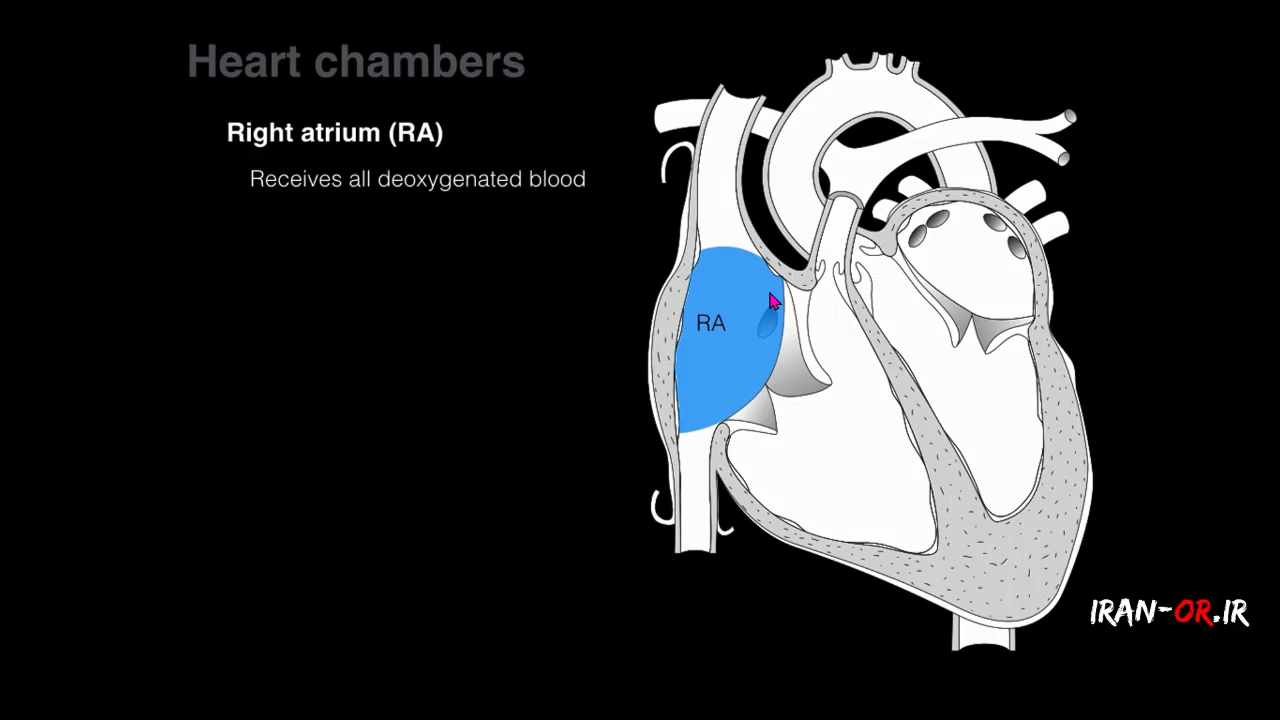 Heart chambers
Right atrium (RA)
Receives all deoxygenated blood
RA
IRAN-OR.IR